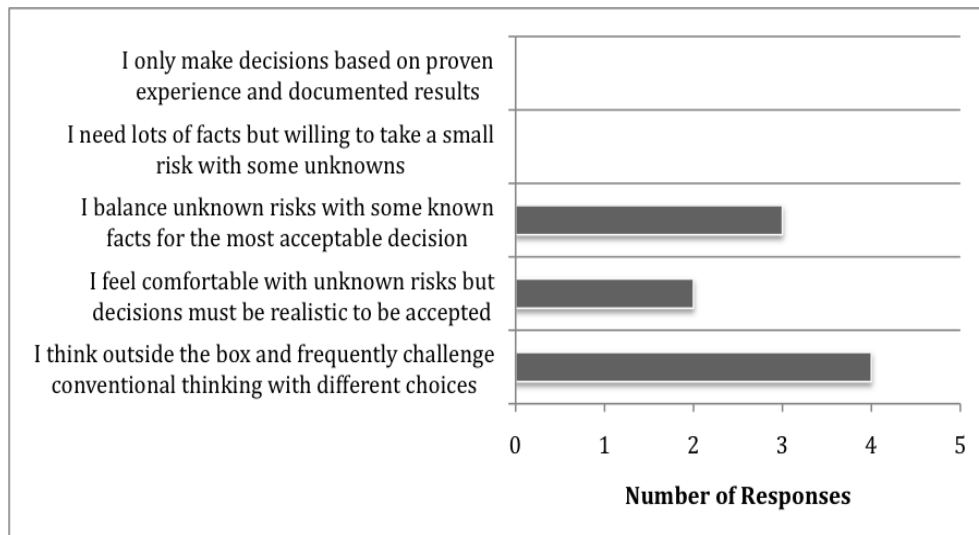 I only make decisions based on proven
experience and documented results
I need lots of facts but willing to take a small
risk with some unknowns
I balance unknown risks with some known
facts for the most acceptable decision
I feel comfortable with unknown risks but
decisions must be realistic to be accepted
I think outside the box and frequently challenge
conventional thinking with different choices
0 1 2 3 4 5
Number of Responses